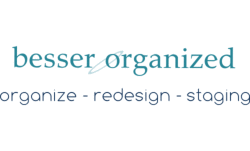 besser organized
organize - redesign - staging